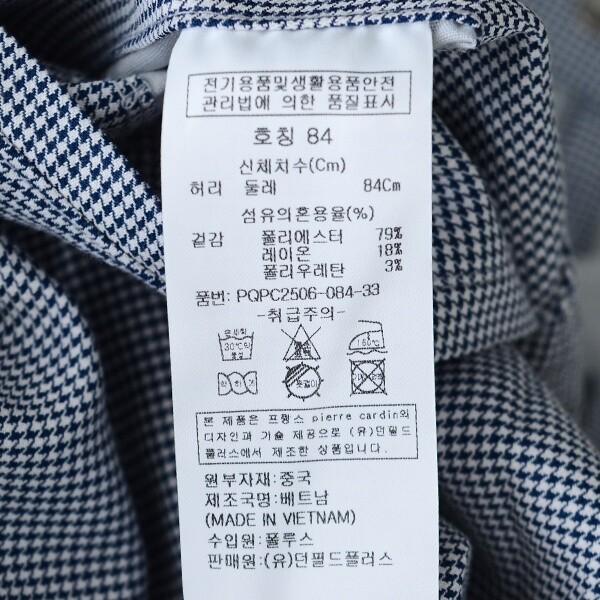 전기용품및생활용품안전
관리법에 의한 품질표시
호칭 84
신체치수(Cm)
허리 둘레 84Cm
섬유의혼용율(%)
겉감 폴리에스터 79%
레이온 18%
폴리우레탄 3%
품번: PQPC2506-084-33
-취급주의-
30℃
160℃
옷걸이
본 제품은 프랑스 pierre cardin와
디자인과 기술 제공으로 (유)던필드
플러스에서 제조한 상품입니다.
원부자재:중국
제조국명:베트남
(MADE IN VIETNAM)
수입원:폴루스
판매원:(유)던필드플러스